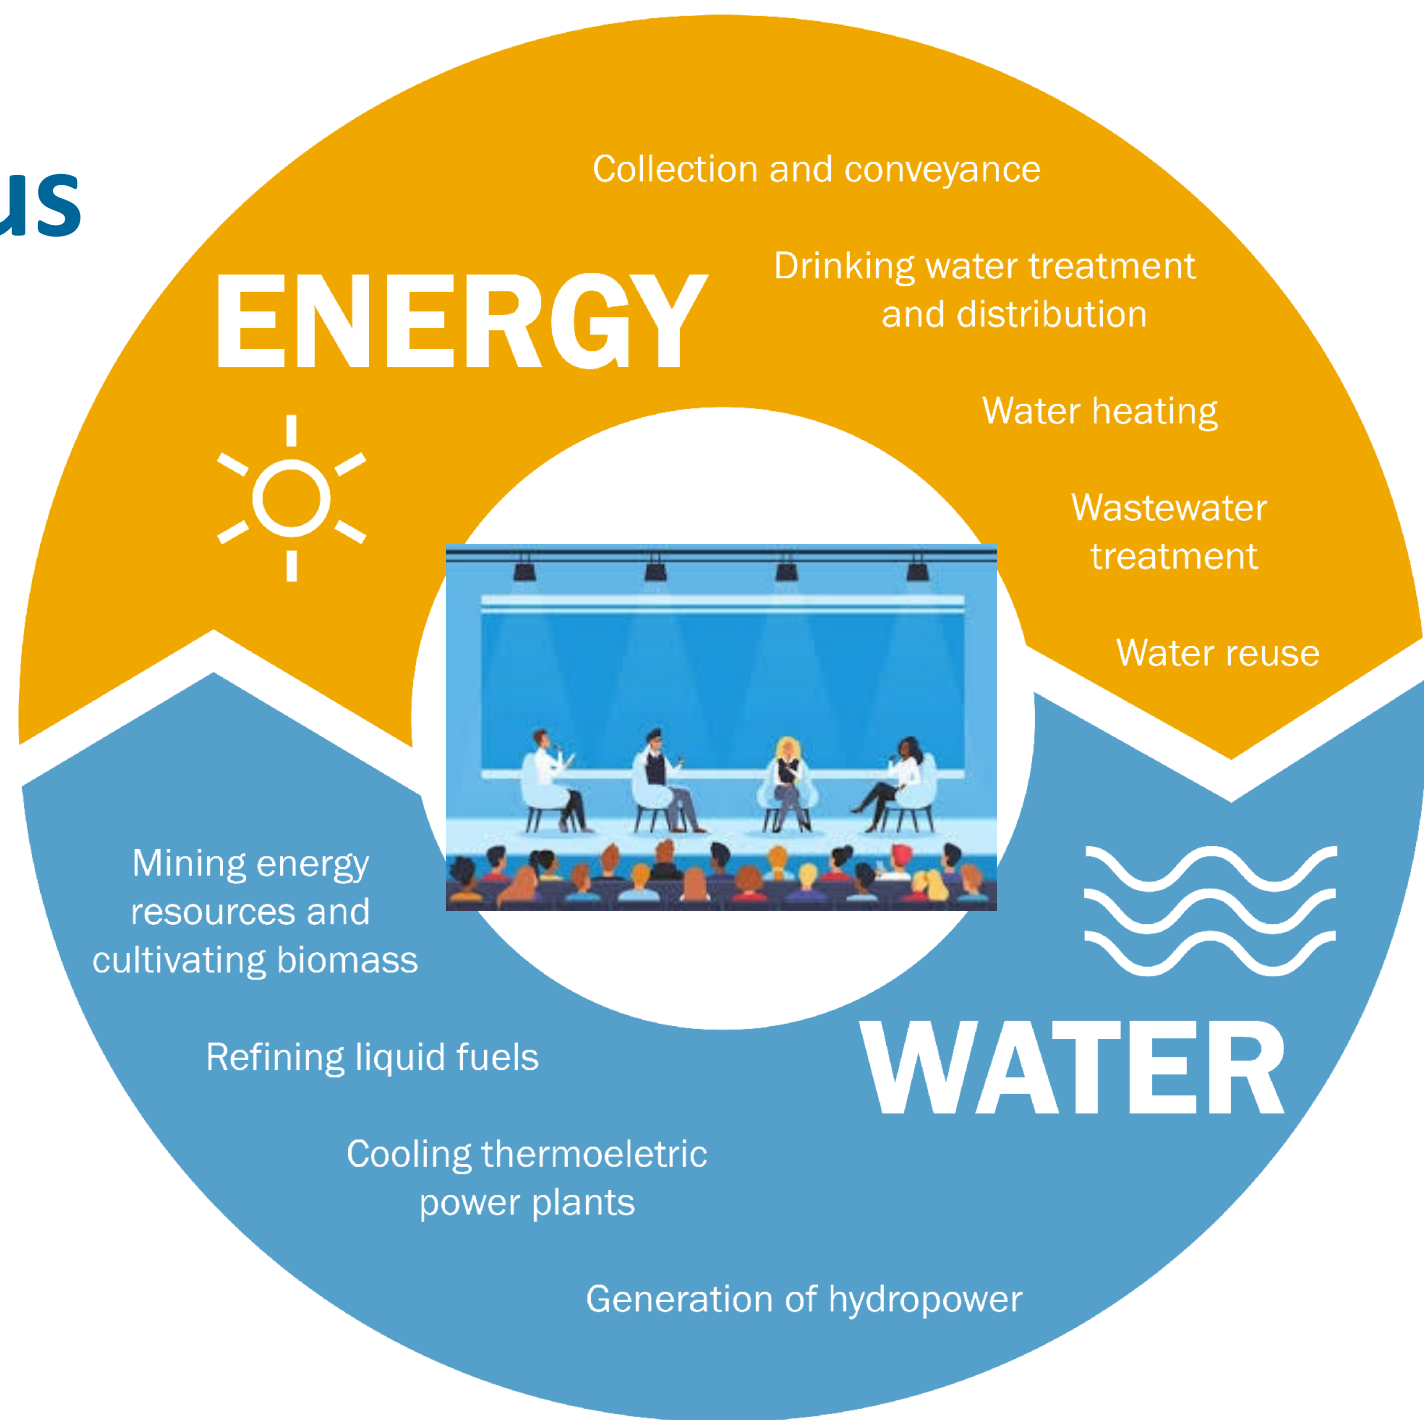 us
ENERGY
Collection and conveyance
Drinking water treatment
and distribution
Water heating
Wastewater
treatment
Water reuse
WATER
Mining energy
resources and
cultivating biomass
Refining liquid fuels
Cooling thermoeletric
power plants
Generation of hydropower